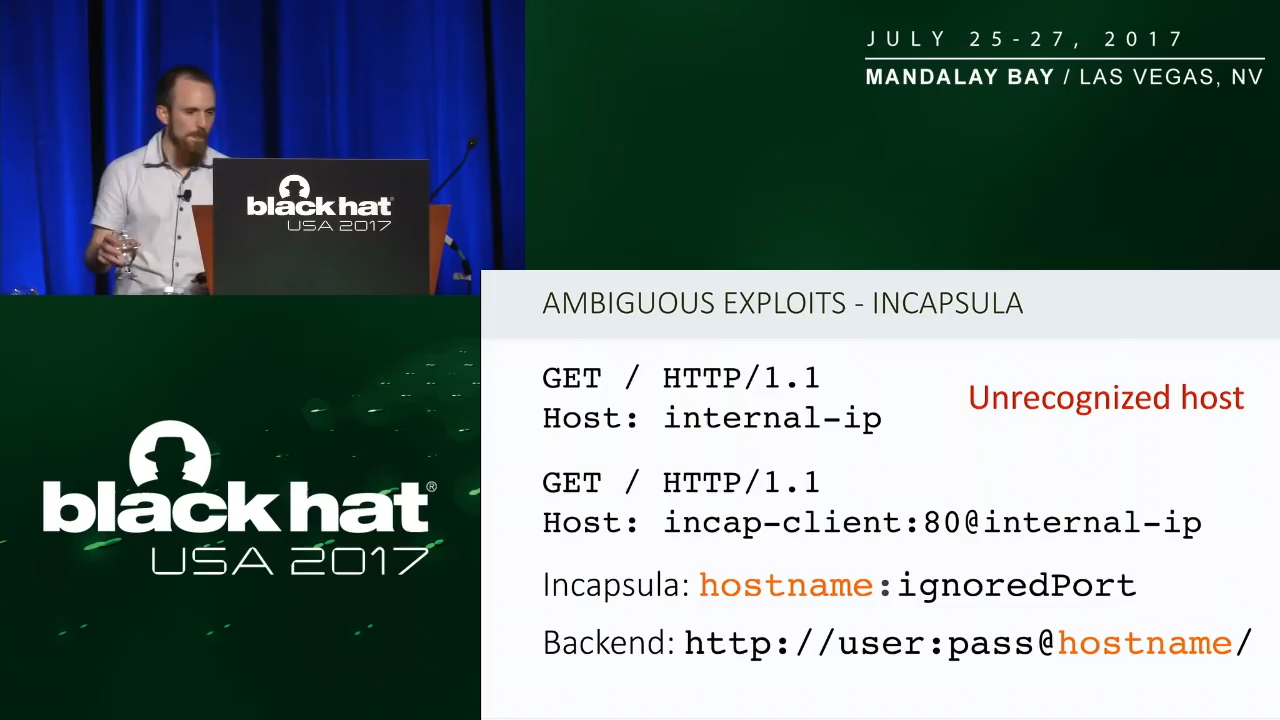 JULY 25-27, 2017
MANDALAY BAY / LAS VEGAS, NV
black hat
USA 2017
AMBIGUOUS EXPLOITS - INCAPSULA
GET / HTTP/1.1
Host: internal-ip
Unrecognized host
GET / HTTP/1.1
Host: incap-client:80@internal-ip
Incapsula: hostname:ignoredPort
Backend: http://user:pass@hostname/
black hat®
USA 2017